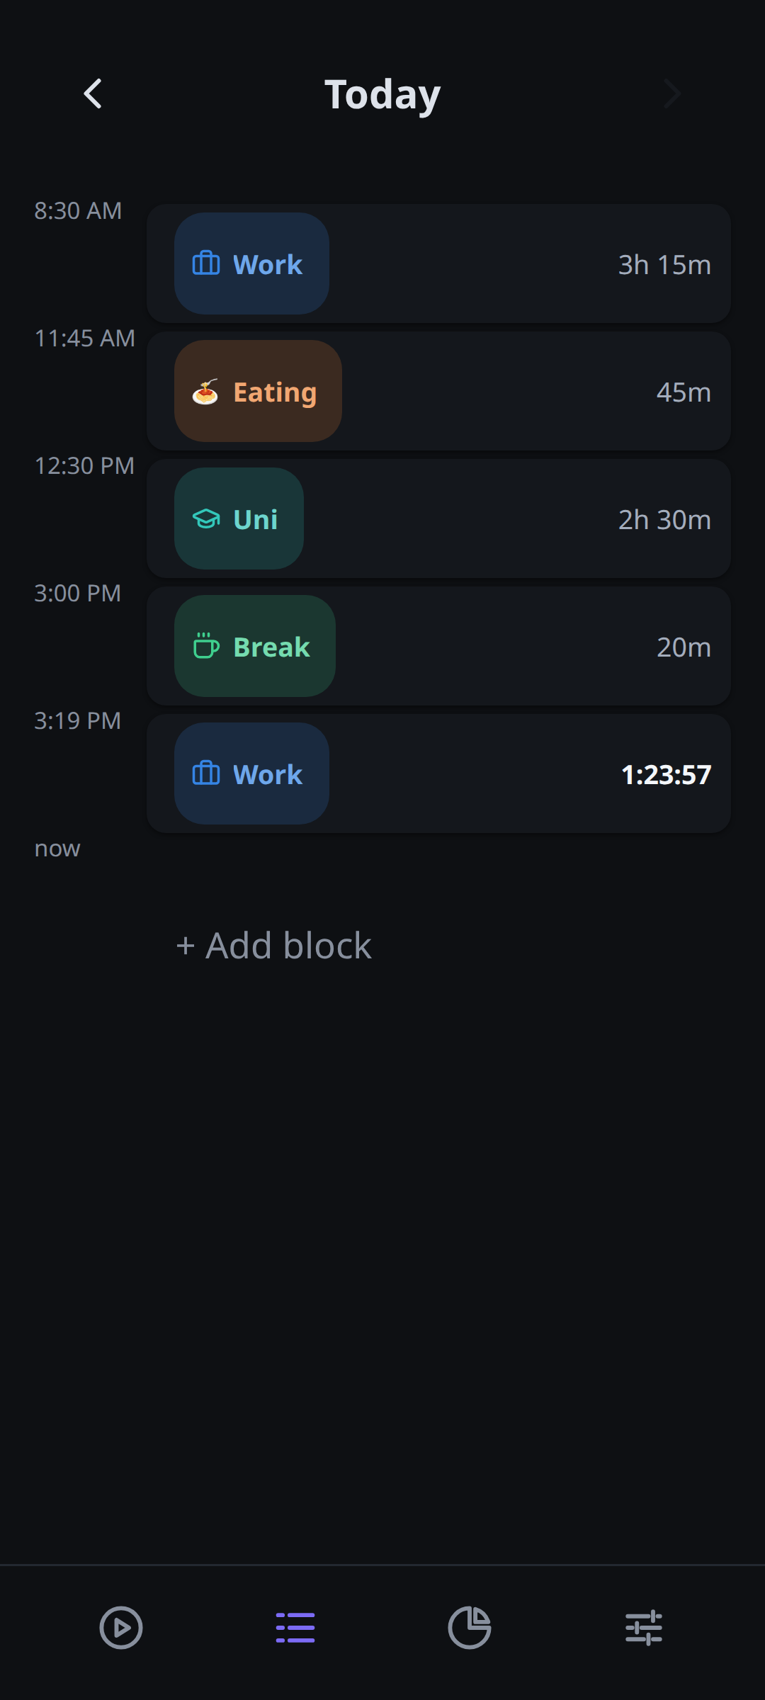 Today
8:30 AM
Work 3h 15m
11:45 AM
Eating 45m
12:30 PM
Uni 2h 30m
3:00 PM
Break 20m
3:19 PM
Work 1:23:57
now
+ Add block